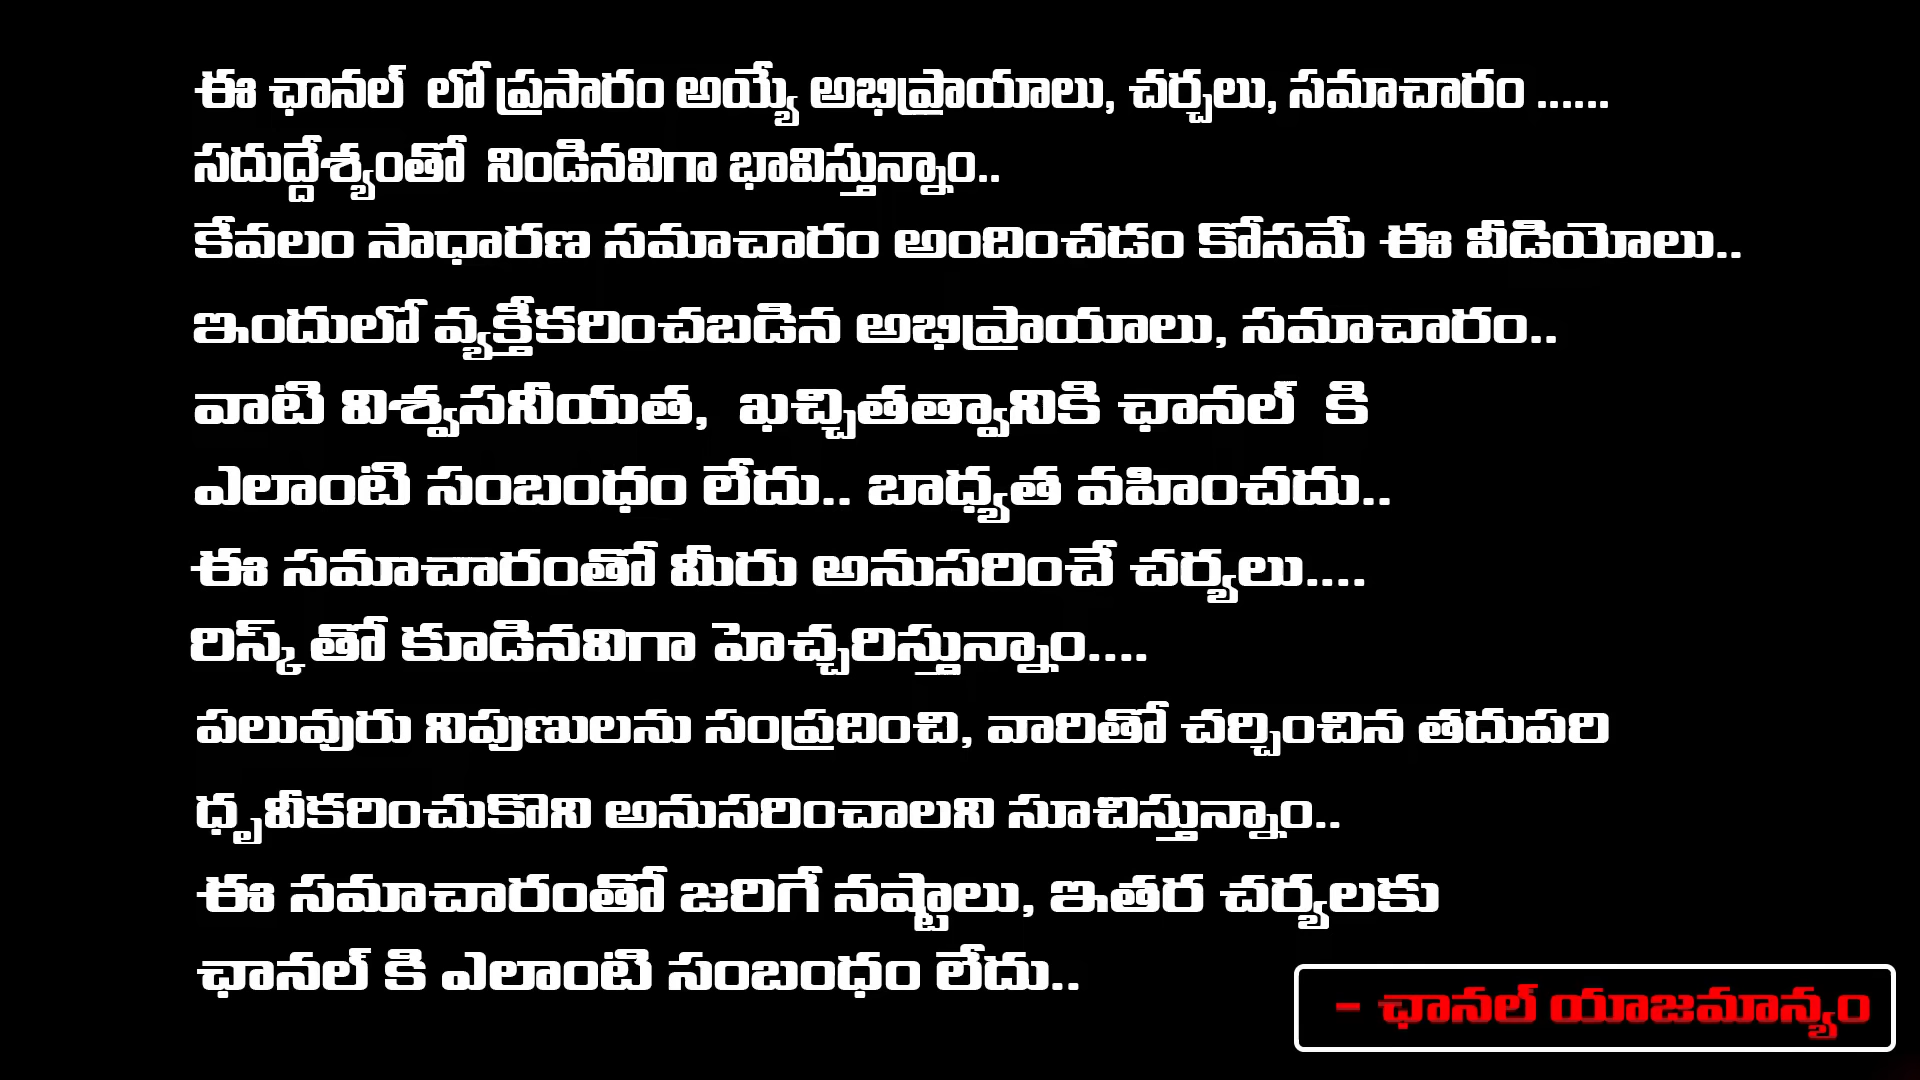 ఈ ఛానల్ లో ప్రసారం అయ్యే అభిప్రాయాలు, చర్చలు, సమాచారం ......
సదుద్దేశ్యంతో నిండినవిగా భావిస్తున్నాం..
కేవలం సాధారణ సమాచారం అందించడం కోసమే ఈ వీడియోలు..
ఇందులో వ్యక్తీకరించబడిన అభిప్రాయాలు, సమాచారం..
వాటి విశ్వసనీయత, ఖచ్చితత్వానికి ఛానల్ కి
ఎలాంటి సంబంధం లేదు.. బాధ్యత వహించదు..
ఈ సమాచారంతో మీరు అనుసరించే చర్యలు....
రిస్క్ తో కూడినవిగా హెచ్చరిస్తున్నాం....
పలువురు నిపుణులను సంప్రదించి, వారితో చర్చించిన తదుపరి
ధృవీకరించుకొని అనుసరించాలని సూచిస్తున్నాం..
ఈ సమాచారంతో జరిగే నష్టాలు, ఇతర చర్యలకు
ఛానల్ కి ఎలాంటి సంబంధం లేదు..
- ఛానల్ యాజమాన్యం